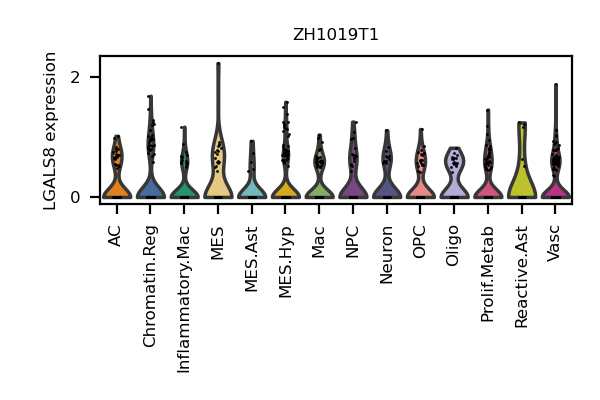 ZH1019T1
LGALS8 expression
2
0
AC
Chromatin.Reg
Inflammatory.Mac
MES
MES.Ast
MES.Hyp
Mac
NPC
Neuron
OPC
Oligo
Prolif.Metab
Reactive.Ast
Vasc